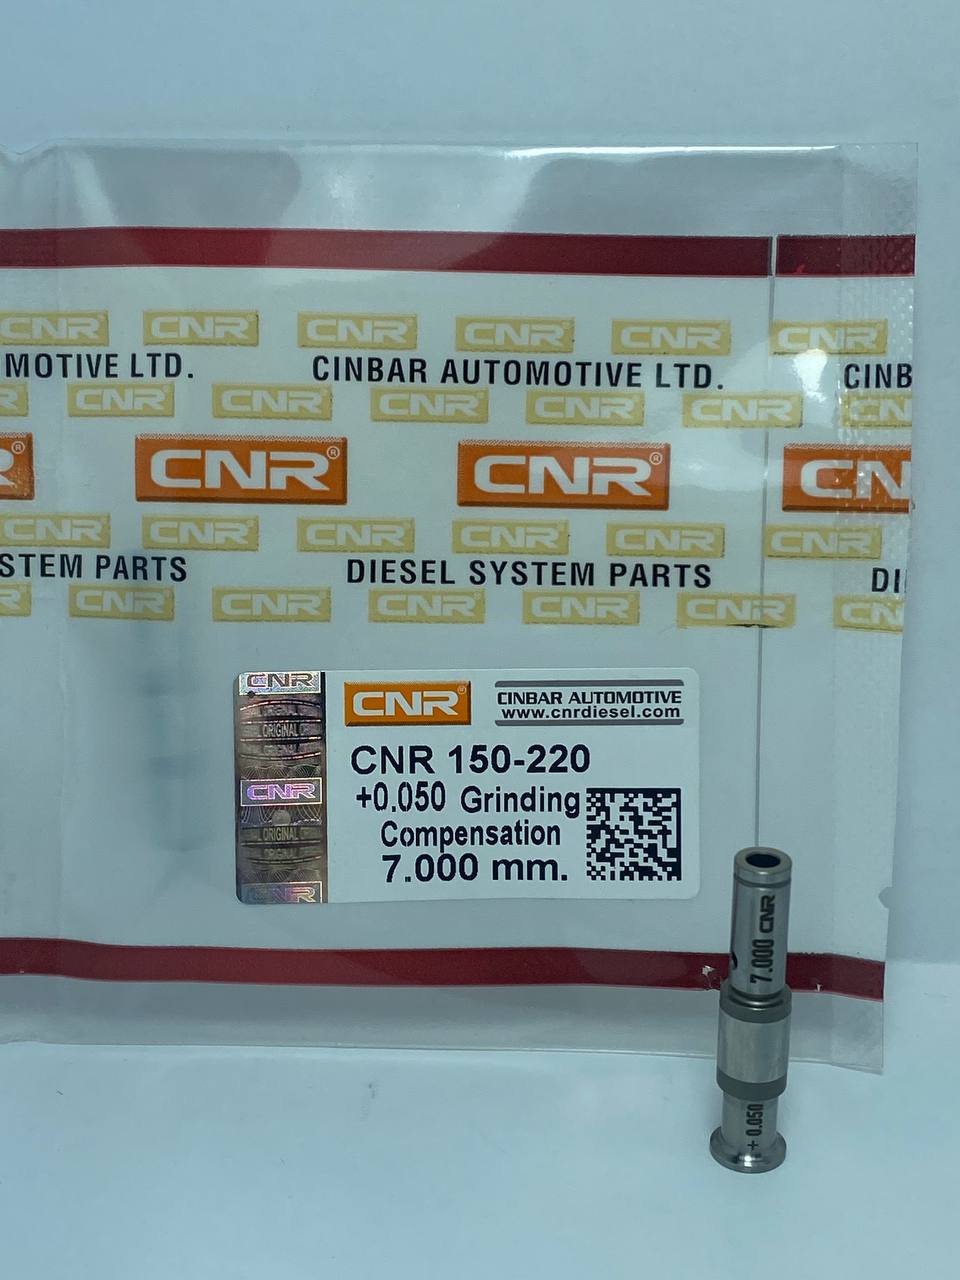 CNR CNR CNR CNR CNR CNR
MOTIVE LTD. CINBAR AUTOMOTIVE LTD. CINB
CNR CNR CNR CNR CNR
CNR® CNR® CN
CNR CNR CNR CNR CNR CNR
STEM PARTS DIESEL SYSTEM PARTS DI
CNR CNR CNR CNR CNR CN
CNR
ORIGINAL
CNR
ORIGINAL
CNR
CNR® CINBAR AUTOMOTIVE
www.cnrdiesel.com
CNR 150-220
+0.050 Grinding
Compensation
7.000 mm.
7.000 CNR
+ 0.050